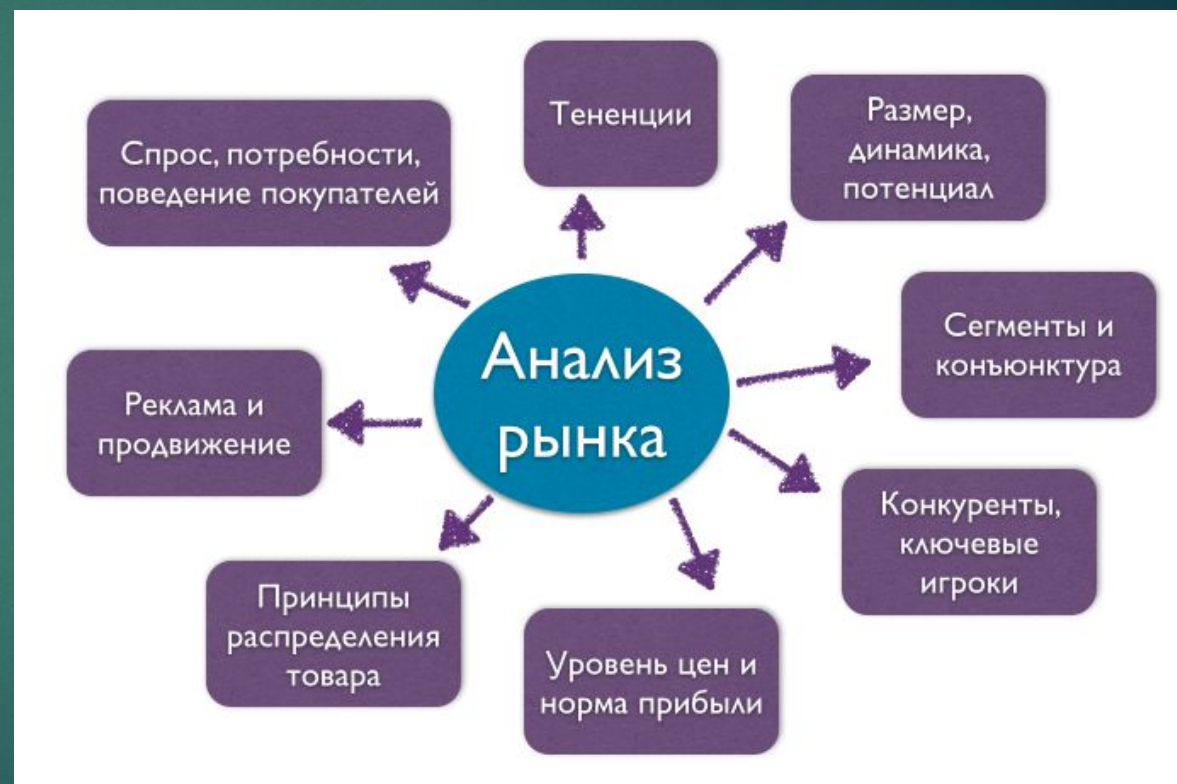 Тененции
Размер,
динамика,
потенциал
Спрос, потребности,
поведение покупателей
Анализ
рынка
Сегменты и
конъюнктура
Реклама и
продвижение
Конкуренты,
ключевые
игроки
Принципы
распределения
товара
Уровень цен и
норма прибыли